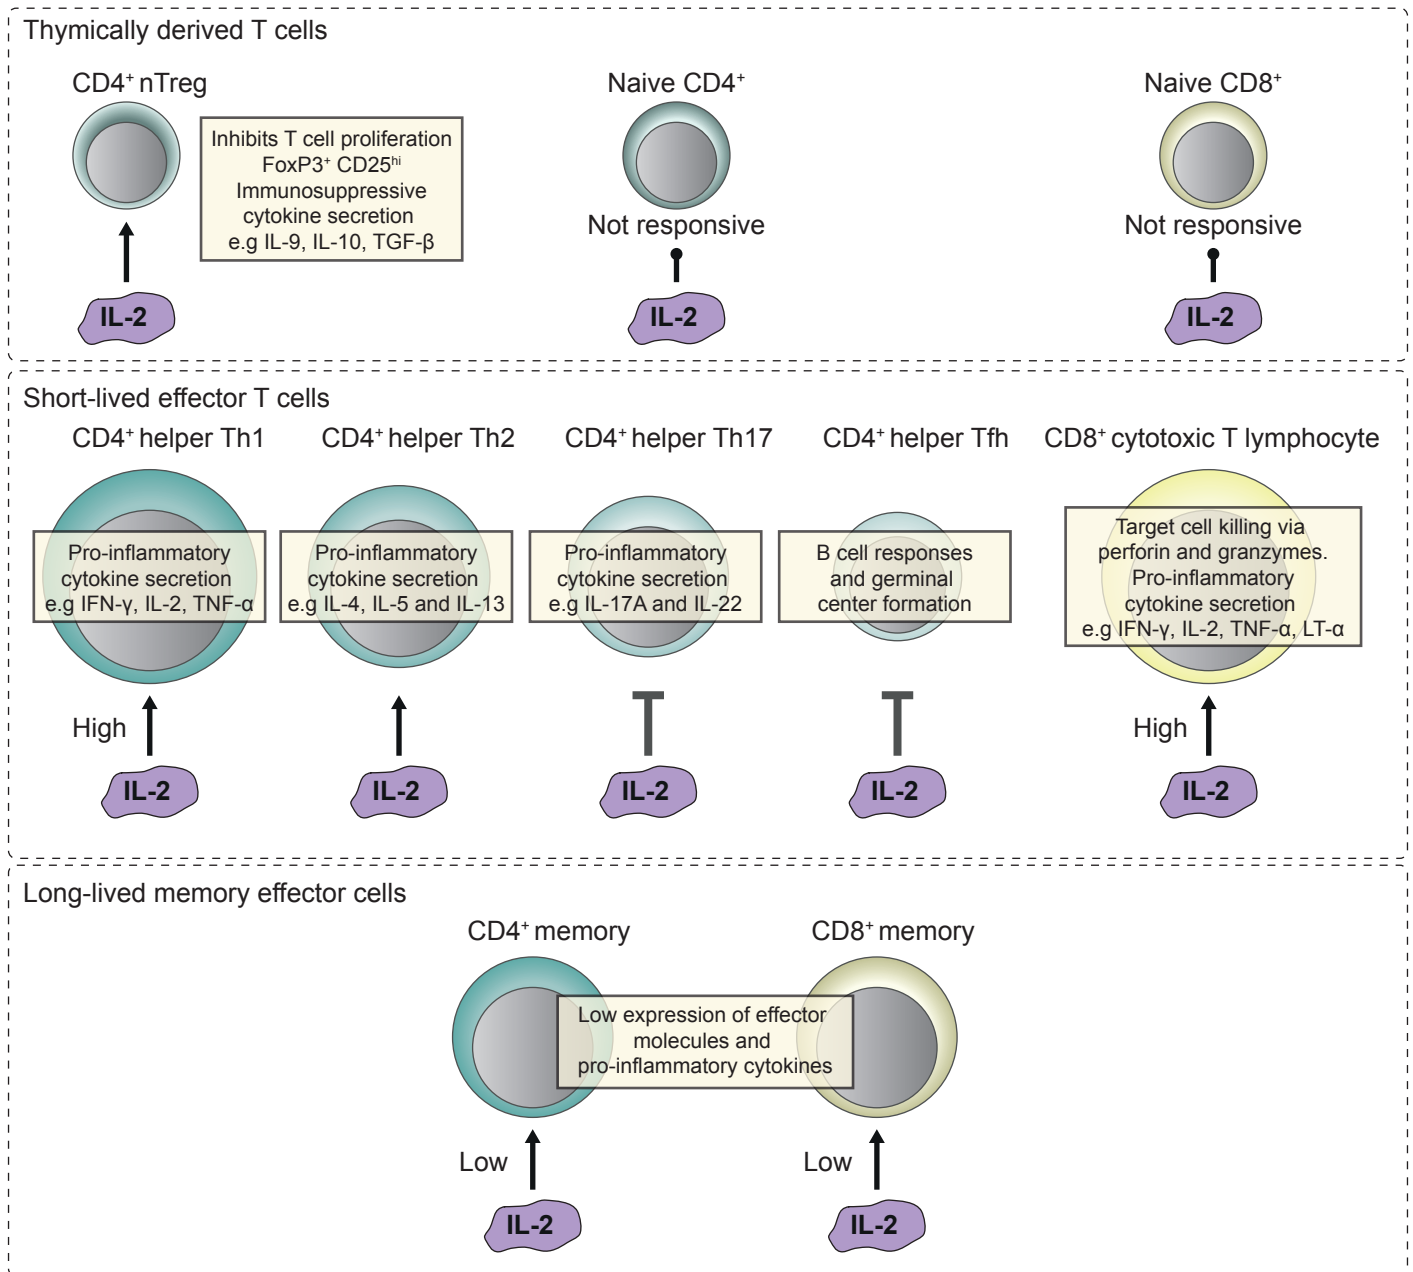 Thymically derived T cells
CD4⁺ nTreg
Inhibits T cell proliferation
FoxP3⁺ CD25ʰⁱ
Immunosuppressive
cytokine secretion
e.g IL-9, IL-10, TGF-β
IL-2
Naive CD4⁺
Not responsive
IL-2
Naive CD8⁺
Not responsive
IL-2
Short-lived effector T cells
CD4⁺ helper Th1
Pro-inflammatory
cytokine secretion
e.g IFN-γ, IL-2, TNF-α
High
IL-2
CD4⁺ helper Th2
Pro-inflammatory
cytokine secretion
e.g IL-4, IL-5 and IL-13
IL-2
CD4⁺ helper Th17
Pro-inflammatory
cytokine secretion
e.g IL-17A and IL-22
IL-2
CD4⁺ helper Tfh
B cell responses
and germinal
center formation
IL-2
CD8⁺ cytotoxic T lymphocyte
Target cell killing via
perforin and granzymes.
Pro-inflammatory
cytokine secretion
e.g IFN-γ, IL-2, TNF-α, LT-α
High
IL-2
Long-lived memory effector cells
CD4⁺ memory
CD8⁺ memory
Low expression of effector
molecules and
pro-inflammatory cytokines
Low
IL-2
Low
IL-2